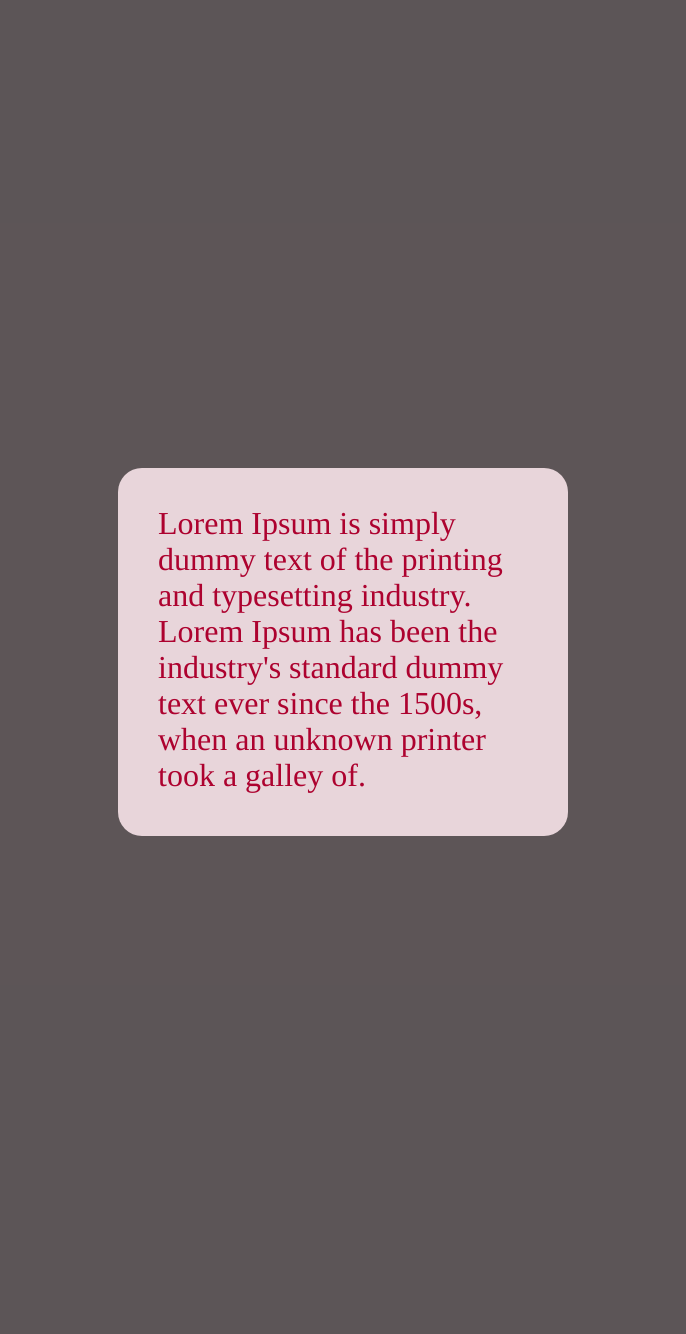 Lorem Ipsum is simply
dummy text of the printing
and typesetting industry.
Lorem Ipsum has been the
industry's standard dummy
text ever since the 1500s,
when an unknown printer
took a galley of.